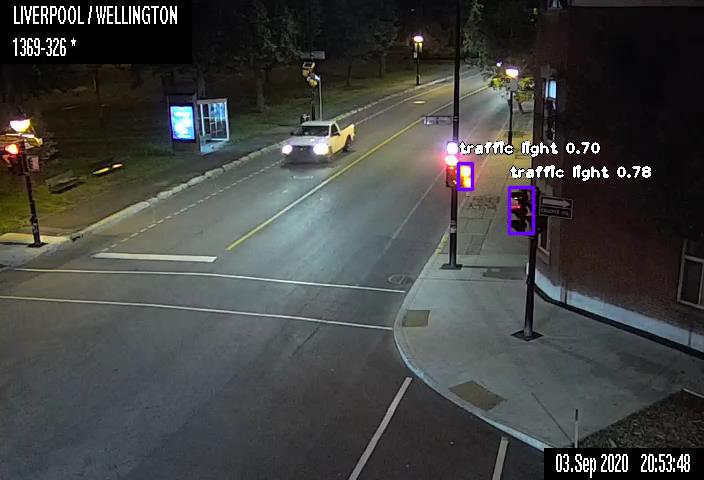 LIVERPOOL / WELLINGTON
1369-326 *
traffic light 0.70
traffic light 0.78
03.Sep 2020 20:53:48